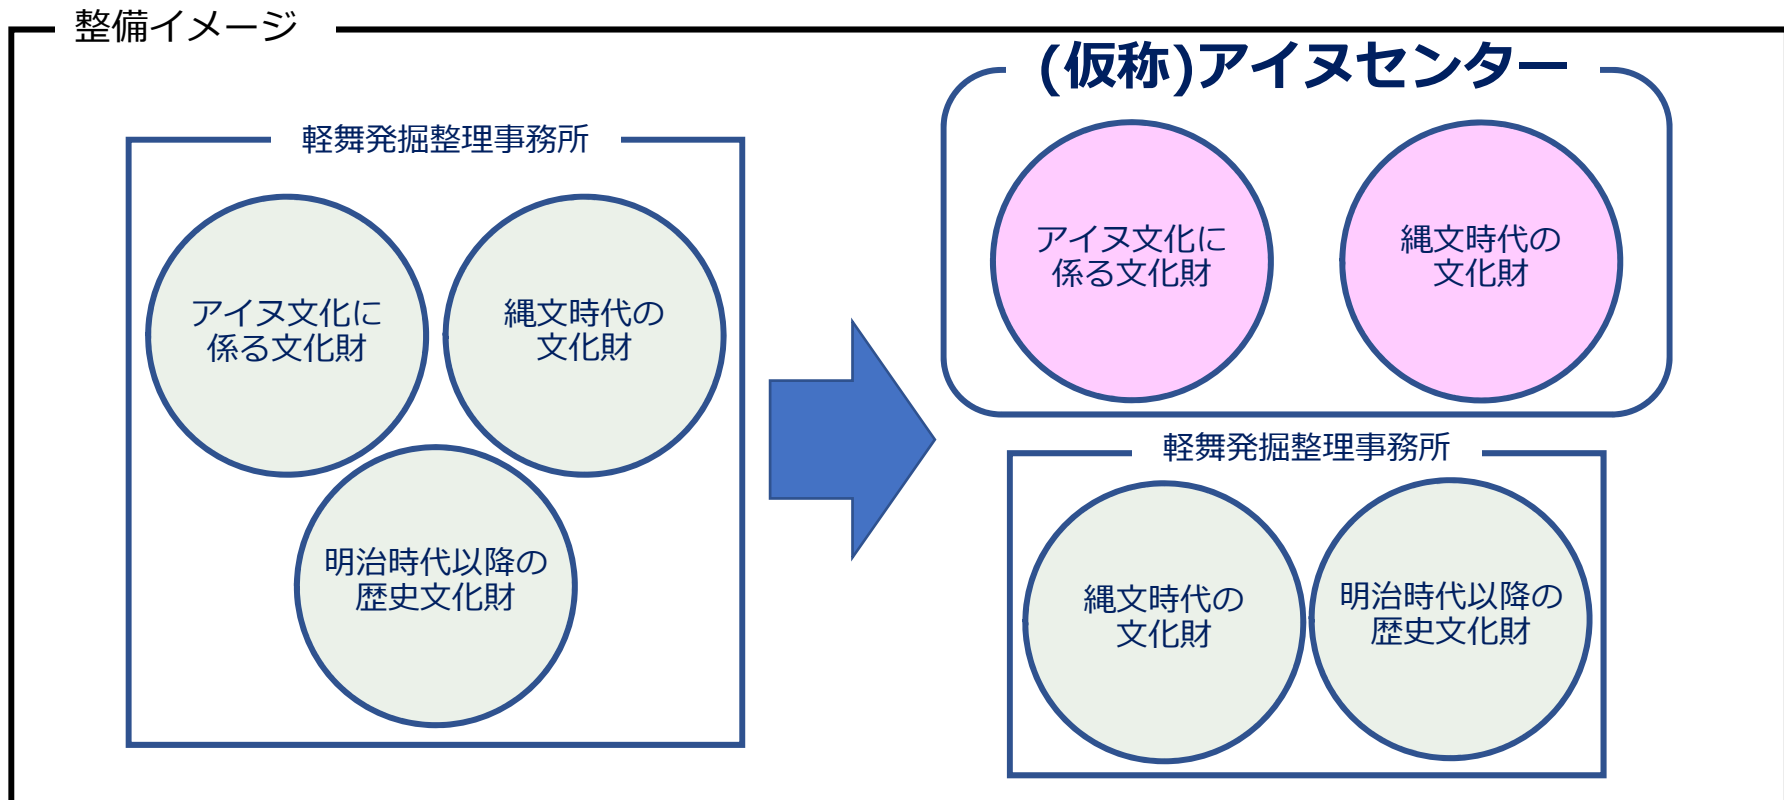 整備イメージ
軽舞発掘整理事務所
アイヌ文化に
係る文化財
縄文時代の
文化財
明治時代以降の
歴史文化財
(仮称)アイヌセンター
アイヌ文化に
係る文化財
縄文時代の
文化財
軽舞発掘整理事務所
縄文時代の
文化財
明治時代以降の
歴史文化財